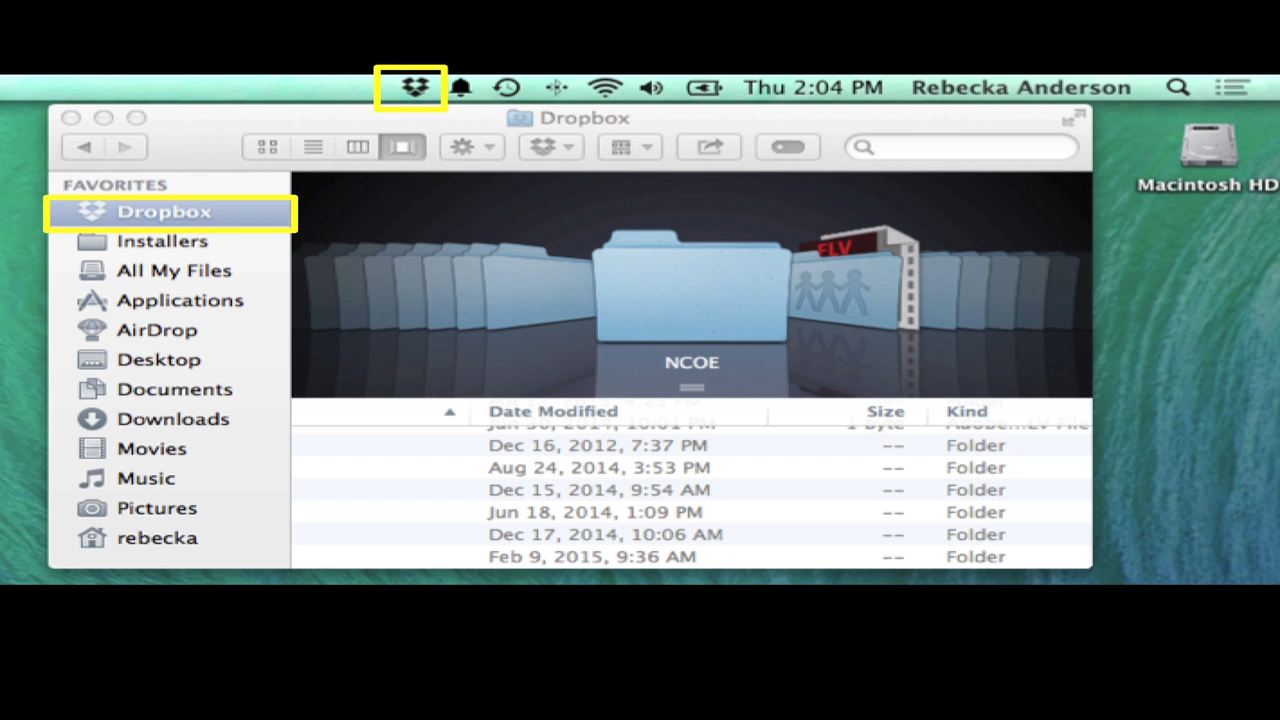 Thu 2:04 PM Rebecka Anderson
Dropbox
Macintosh HD
FAVORITES
Dropbox
Installers
All My Files
Applications
AirDrop
Desktop
Documents
Downloads
Movies
Music
Pictures
rebecka
FLV
NCOE
Date Modified Size Kind
Dec 16, 2012, 7:37 PM -- Folder
Aug 24, 2014, 3:53 PM -- Folder
Dec 15, 2014, 9:54 AM -- Folder
Jun 18, 2014, 1:09 PM -- Folder
Dec 17, 2014, 10:06 AM -- Folder
Feb 9, 2015, 9:36 AM -- Folder